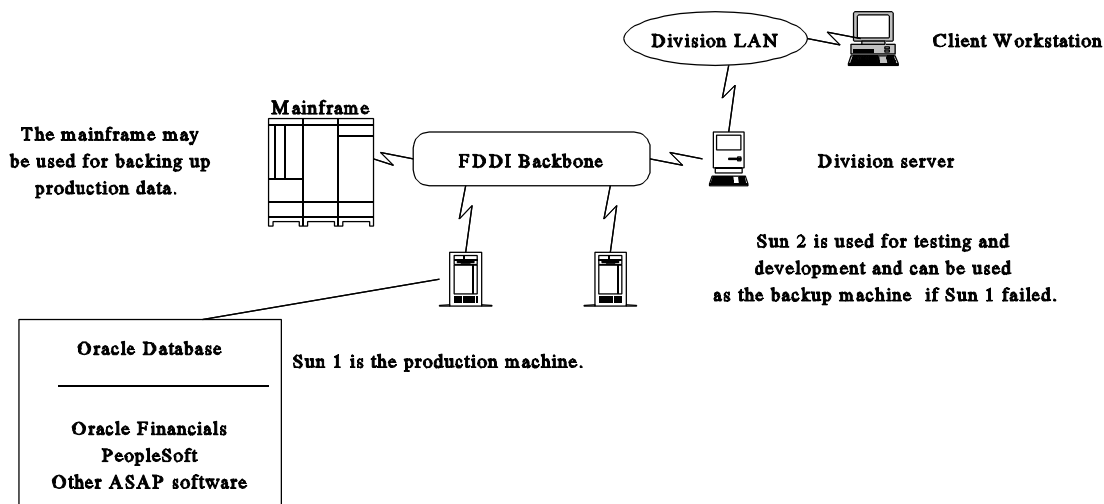 Division LAN
Client Workstation
Mainframe
The mainframe may
be used for backing up
production data.
FDDI Backbone
Division server
Sun 2 is used for testing and
development and can be used
as the backup machine if Sun 1 failed.
Oracle Database
Sun 1 is the production machine.
Oracle Financials
PeopleSoft
Other ASAP software